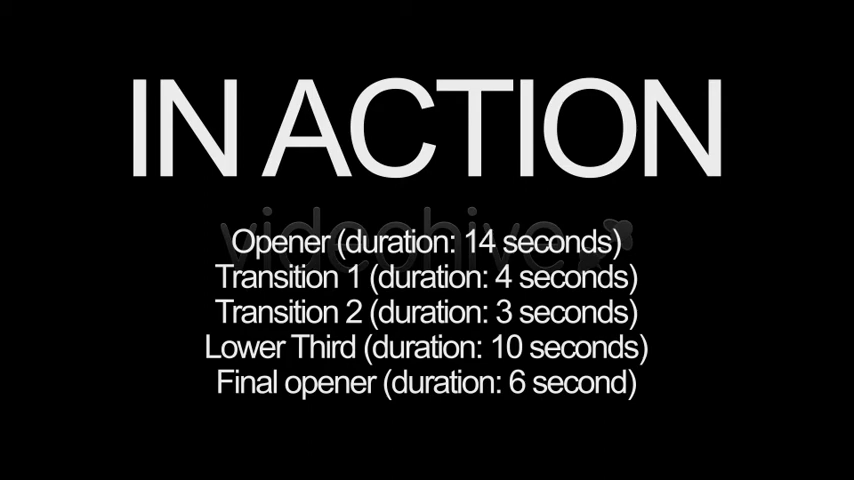 IN ACTION
videohive
Opener (duration: 14 seconds)
Transition 1 (duration: 4 seconds)
Transition 2 (duration: 3 seconds)
Lower Third (duration: 10 seconds)
Final opener (duration: 6 second)